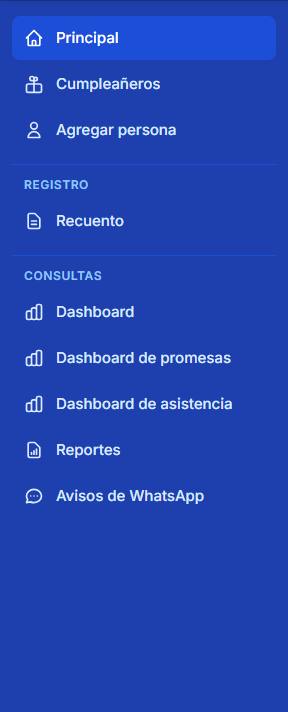 Principal
Cumpleañeros
Agregar persona
REGISTRO
Recuento
CONSULTAS
Dashboard
Dashboard de promesas
Dashboard de asistencia
Reportes
Avisos de WhatsApp